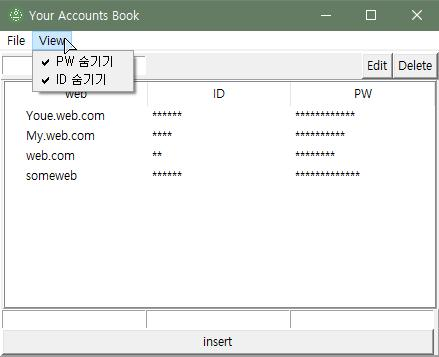 Your Accounts Book
File View
PW 숨기기
ID 숨기기
Edit Delete
web ID PW
Youe.web.com ****** ************
My.web.com **** **********
web.com ** ********
someweb ****** *************
insert